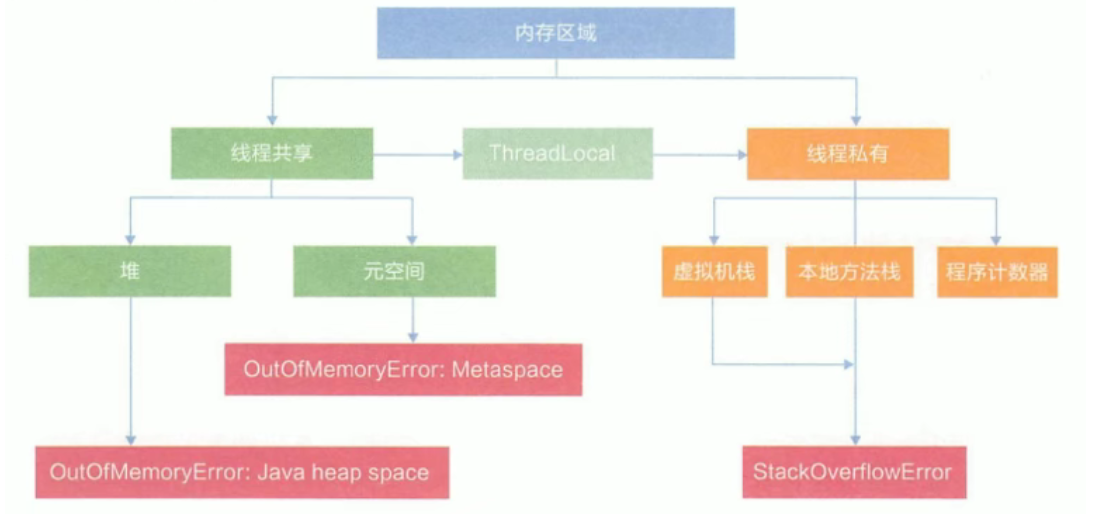 内存区域
线程共享
ThreadLocal
线程私有
堆
元空间
虚拟机栈
本地方法栈
程序计数器
OutOfMemoryError: Metaspace
OutOfMemoryError: Java heap space
StackOverflowError